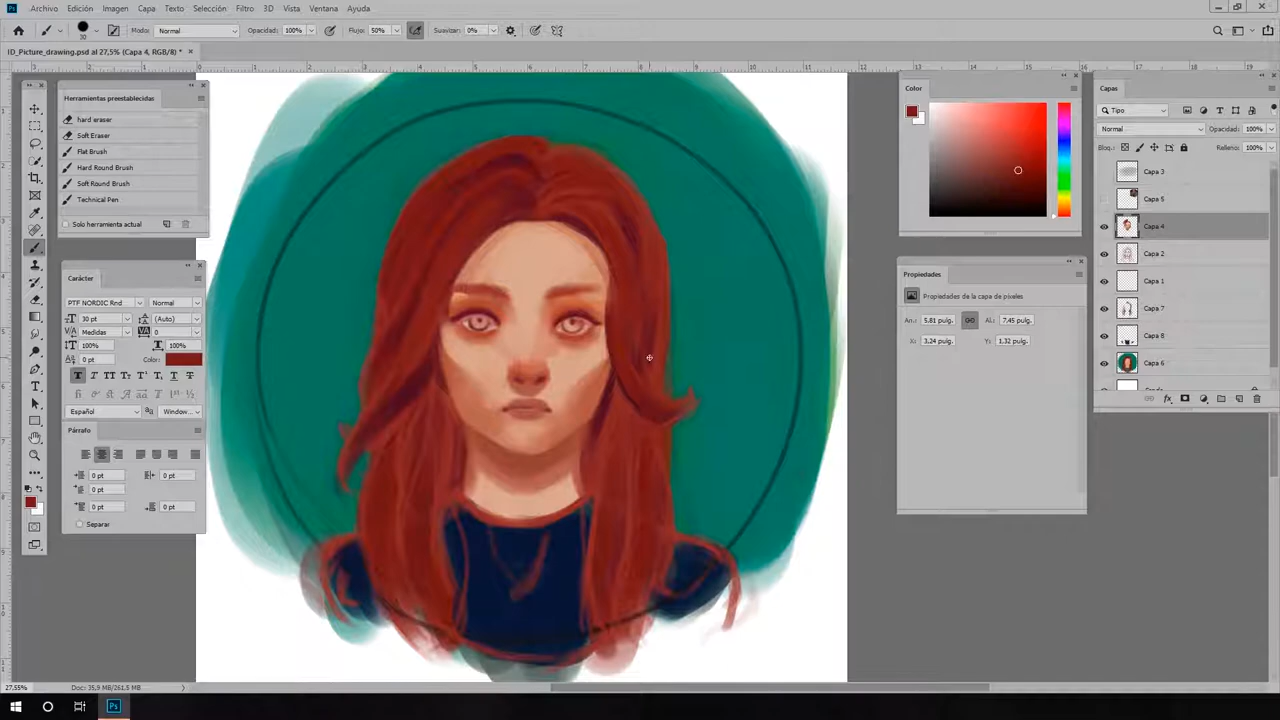 Archivo Edición Imagen Capa Texto Selección Filtro 3D Vista Ventana Ayuda
30 Modo: Normal Opacidad: 100% Flujo: 50% Suavizar: 0%
ID_Picture_drawing.psd al 27,5% (Capa 4, RGB/8) *
Herramientas preestablecidas
hard eraser
Soft Eraser
Flat Brush
Hard Round Brush
Soft Round Brush
Technical Pen
Solo herramienta actual
Carácter
PTF NORDIC Rnd Normal
30 pt (Auto)
Medidas 0
100% 100%
0 pt Color:
Español Window...
Párrafo
0 pt 0 pt
0 pt
0 pt 0 pt
Separar
Color
Propiedades
Propiedades de la capa de píxeles
An.: 5,81 pulg. Al.: 7,45 pulg.
X: 3,24 pulg. Y: 1,32 pulg.
Capas
Tipo
Normal Opacidad: 100%
Bloq.: Relleno: 100%
Capa 3
Capa 5
Capa 4
Capa 2
Capa 1
Capa 7
Capa 8
Capa 6
27,55% Doc: 35,9 MB/261,5 MB